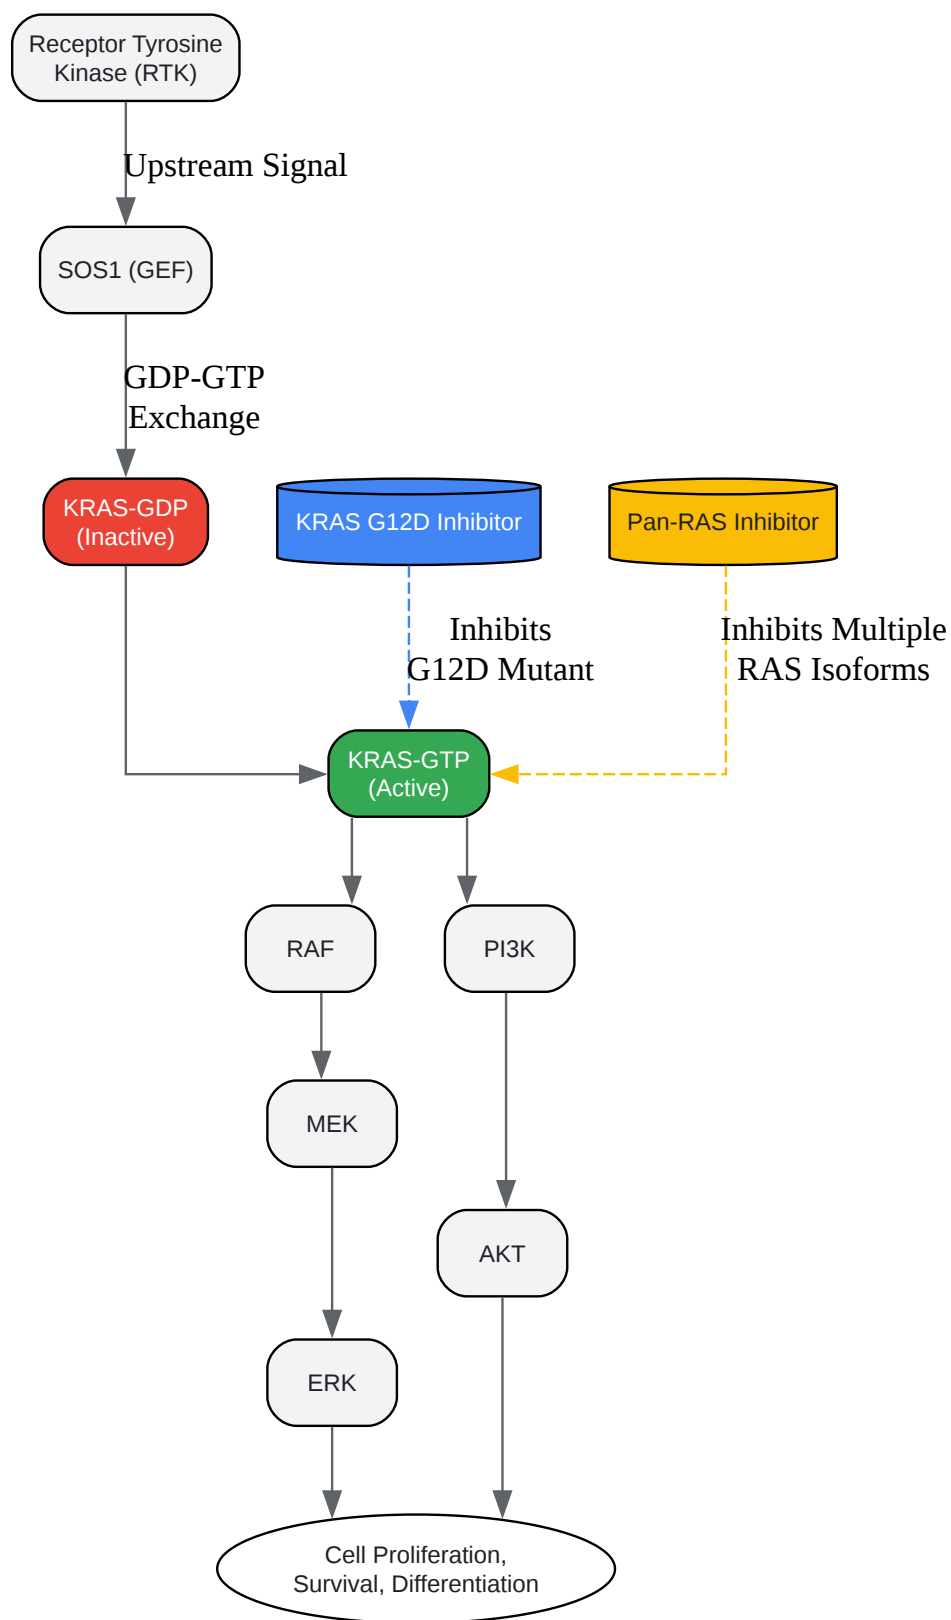 Receptor Tyrosine
Kinase (RTK)
Upstream Signal
SOS1 (GEF)
GDP-GTP
Exchange
KRAS-GDP
(Inactive)
KRAS G12D Inhibitor
Pan-RAS Inhibitor
Inhibits
G12D Mutant
Inhibits Multiple
RAS Isoforms
KRAS-GTP
(Active)
RAF
PI3K
MEK
AKT
ERK
Cell Proliferation,
Survival, Differentiation